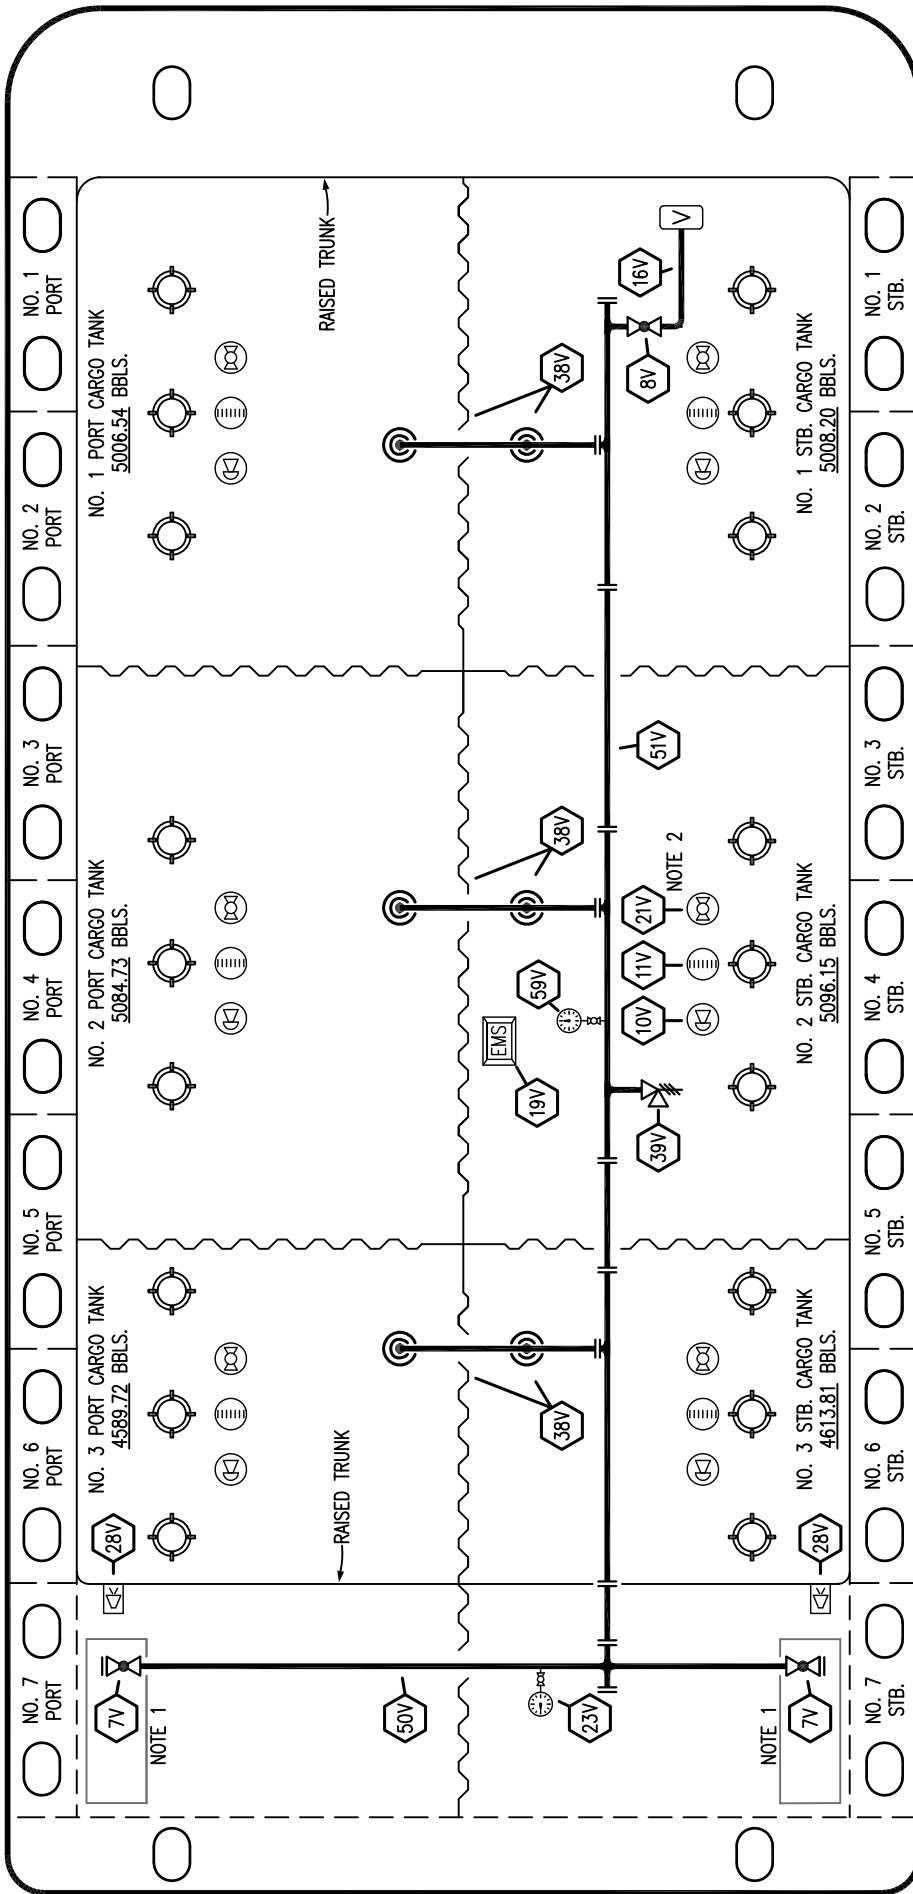 NO. 7
PORT
NO. 6
PORT
NO. 5
PORT
NO. 4
PORT
NO. 3
PORT
NO. 2
PORT
NO. 1
PORT
NO. 3 PORT CARGO TANK
4589.72 BBLS.
NO. 2 PORT CARGO TANK
5084.73 BBLS.
NO. 1 PORT CARGO TANK
5006.54 BBLS.
7V
28V
NOTE 1
RAISED TRUNK
RAISED TRUNK
50V
EMS
19V
59V
38V
38V
38V
23V
10V
11V
21V
NOTE 2
39V
51V
8V
16V
V
NOTE 1
7V
28V
NO. 3 STB. CARGO TANK
4613.81 BBLS.
NO. 2 STB. CARGO TANK
5096.15 BBLS.
NO. 1 STB. CARGO TANK
5008.20 BBLS.
NO. 7
STB.
NO. 6
STB.
NO. 5
STB.
NO. 4
STB.
NO. 3
STB.
NO. 2
STB.
NO. 1
STB.